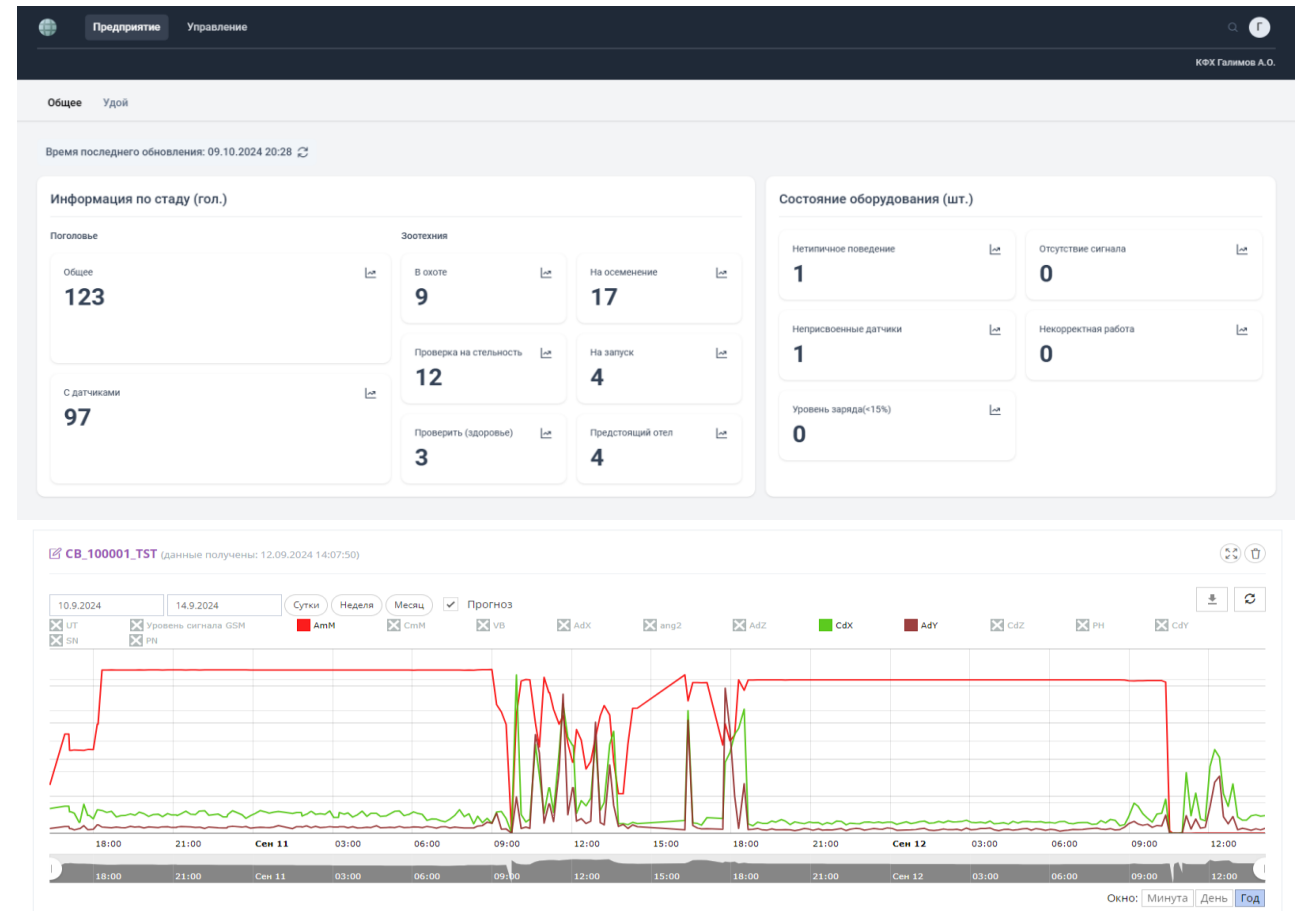 Предприятие Управление Г
КФХ Галимов А.О.
Общее Удой
Время последнего обновления: 09.10.2024 20:28
Информация по стаду (гол.)
Поголовье
Общее
123
С датчиками
97
Зоотехния
В охоте
9
На осеменение
17
Проверка на стельность
12
На запуск
4
Проверить (здоровье)
3
Предстоящий отел
4
Состояние оборудования (шт.)
Нетипичное поведение
1
Отсутствие сигнала
0
Неприсвоенные датчики
1
Некорректная работа
0
Уровень заряда(<15%)
0
CB_100001_TST (данные получены: 12.09.2024 14:07:50)
10.9.2024 14.9.2024 Сутки Неделя Месяц Прогноз
UT Уровень сигнала GSM AmM CmM VB AdX ang2 AdZ CdX AdY CdZ PH CdY
SN PN
18:00 21:00 Сен 11 03:00 06:00 09:00 12:00 15:00 18:00 21:00 Сен 12 03:00 06:00 09:00 12:00
18:00 21:00 Сен 11 03:00 06:00 09:00 12:00 15:00 18:00 21:00 Сен 12 03:00 06:00 09:00 12:00
Окно: Минута День Год